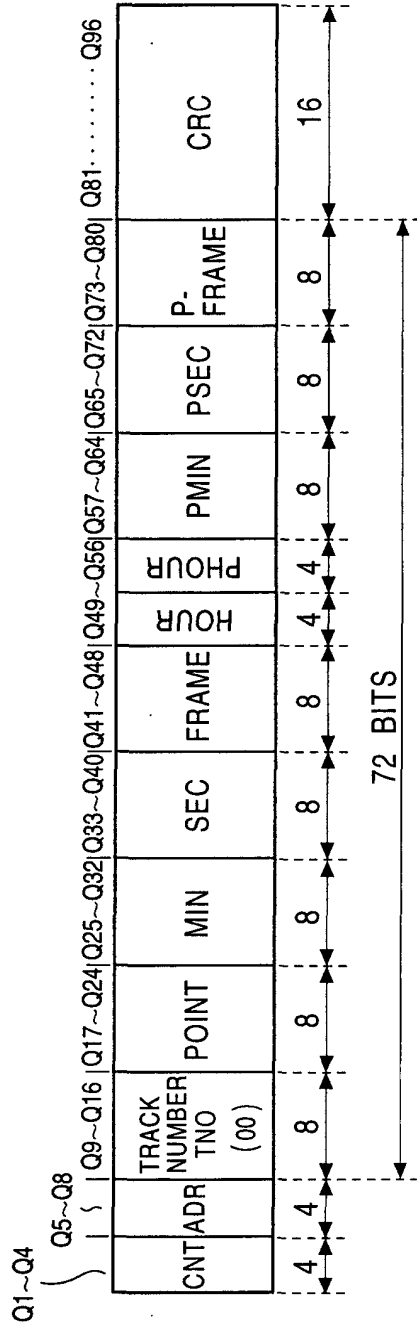 Q1~Q4
Q5~Q8
Q9~Q16
Q17~Q24
Q25~Q32
Q33~Q40
Q41~Q48
Q49~Q56
Q57~Q64
Q65~Q72
Q73~Q80
Q81········Q96
CNT
ADR
TRACK
NUMBER
TNO
(00)
POINT
MIN
SEC
FRAME
HOUR
PHOUR
PMIN
PSEC
P-
FRAME
CRC
4
4
8
8
8
8
8
4
4
8
8
8
16
72 BITS